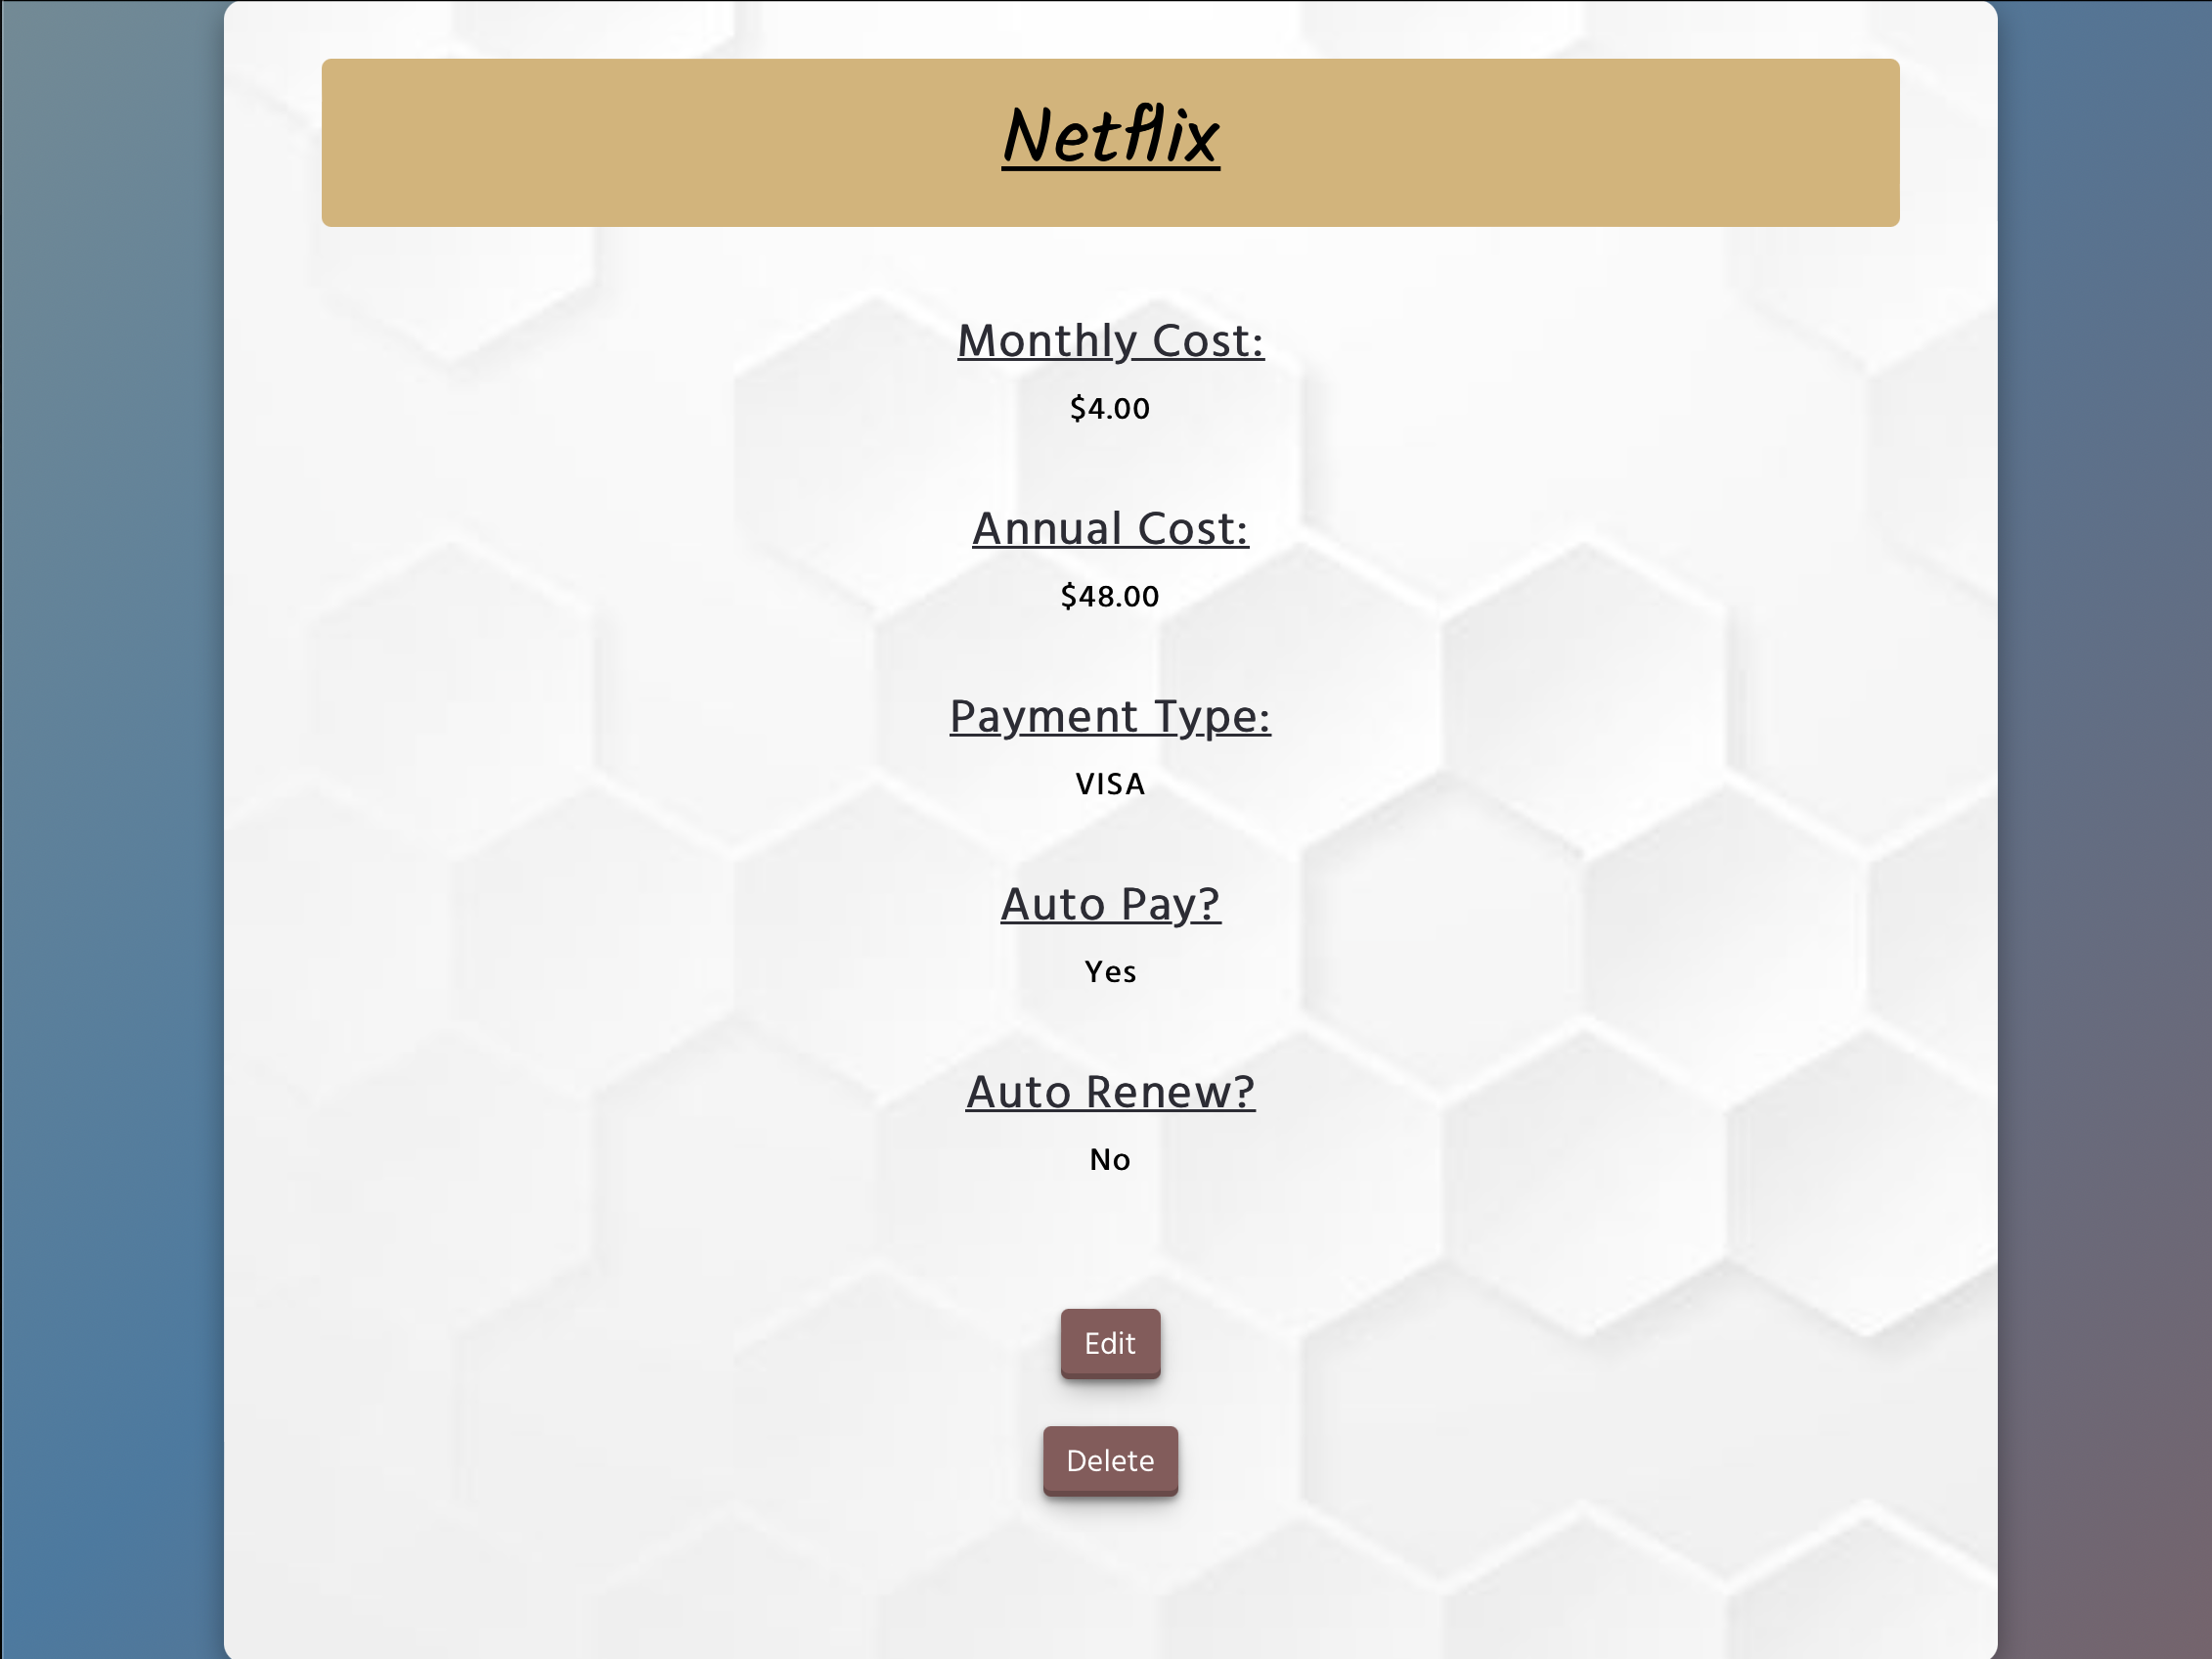 Netflix
Monthly Cost:
$4.00
Annual Cost:
$48.00
Payment Type:
VISA
Auto Pay?
Yes
Auto Renew?
No
Edit
Delete